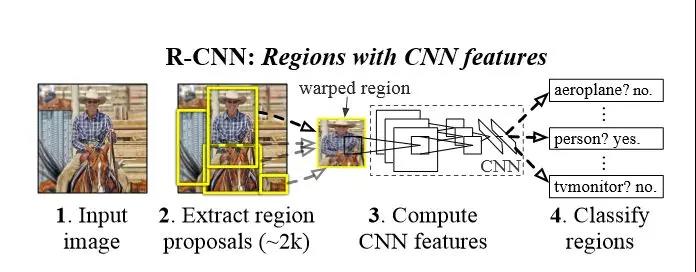 R-CNN: Regions with CNN features
warped region
aeroplane? no.
⋮
person? yes.
⋮
tvmonitor? no.
CNN
1. Input
image
2. Extract region
proposals (~2k)
3. Compute
CNN features
4. Classify
regions